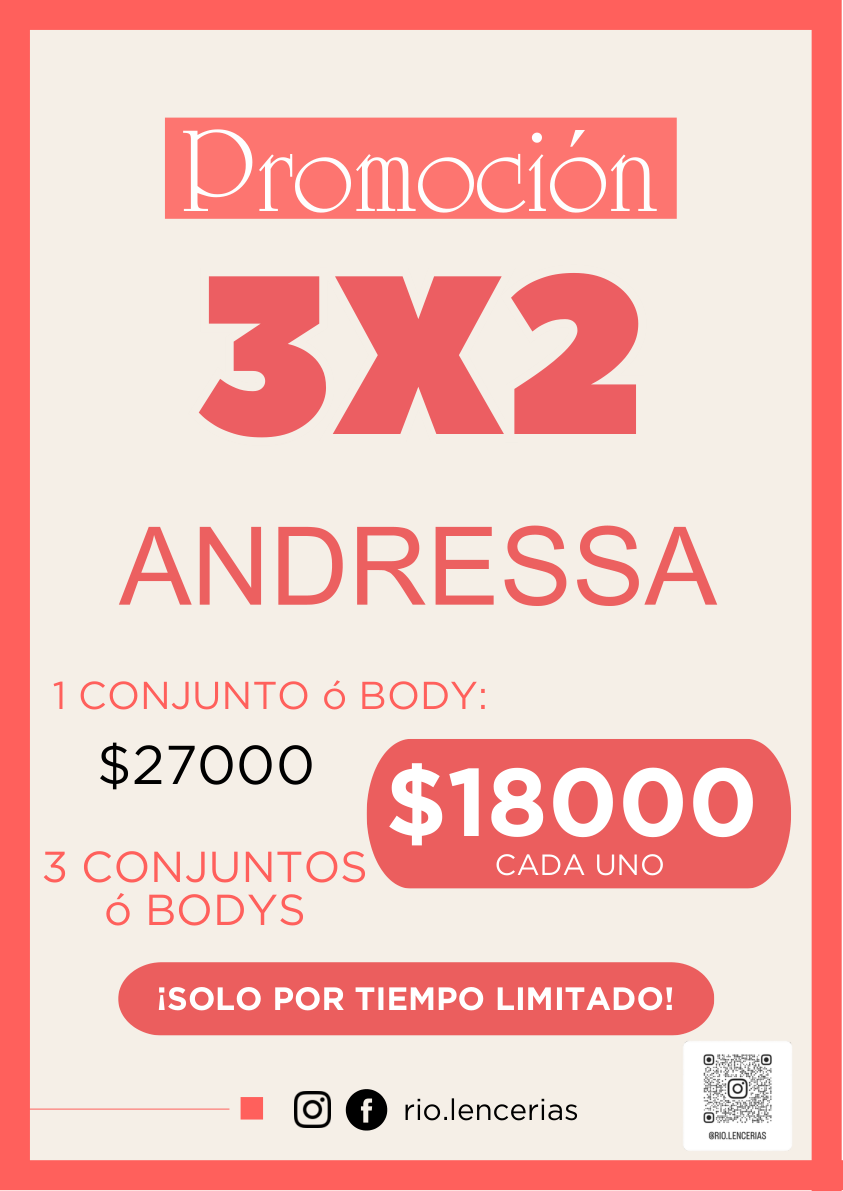 Promoción
3X2
ANDRESSA
1 CONJUNTO ó BODY:
$27000
$18000
CADA UNO
3 CONJUNTOS
ó BODYS
¡SOLO POR TIEMPO LIMITADO!
rio.lencerias
@RIO.LENCERIAS